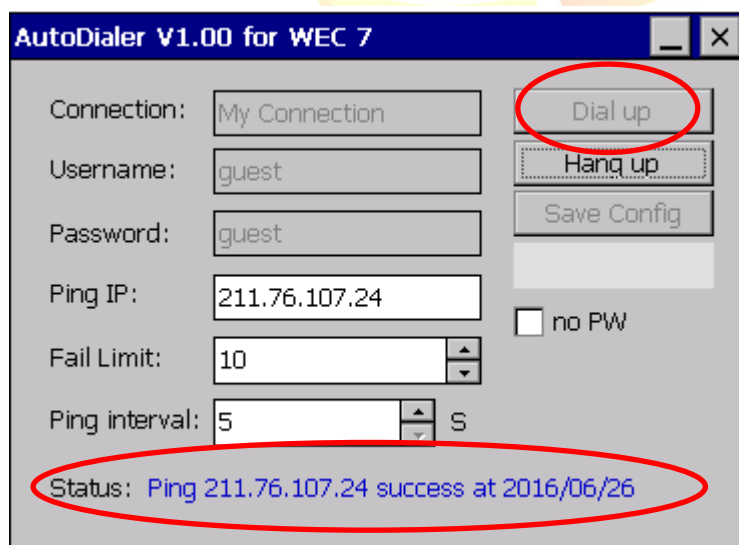 AutoDialer V1.00 for WEC 7
Connection: My Connection Dial up
Username: guest Hang up
Password: guest Save Config
Ping IP: 211.76.107.24
no PW
Fail Limit: 10
Ping interval: 5 S
Status: Ping 211.76.107.24 success at 2016/06/26